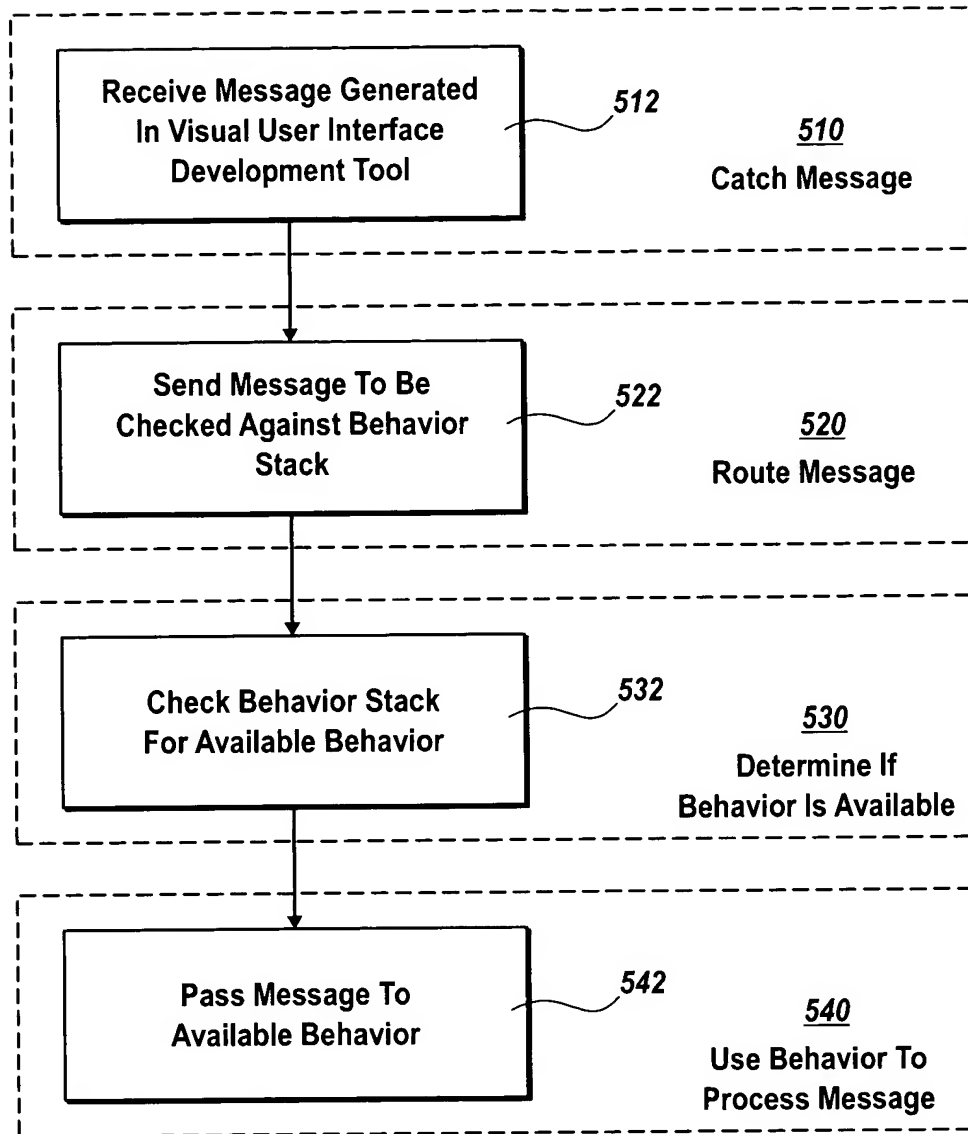 Receive Message Generated
In Visual User Interface
Development Tool
512
510
Catch Message
Send Message To Be
Checked Against Behavior
Stack
522
520
Route Message
Check Behavior Stack
For Available Behavior
532
530
Determine If
Behavior Is Available
Pass Message To
Available Behavior
542
540
Use Behavior To
Process Message